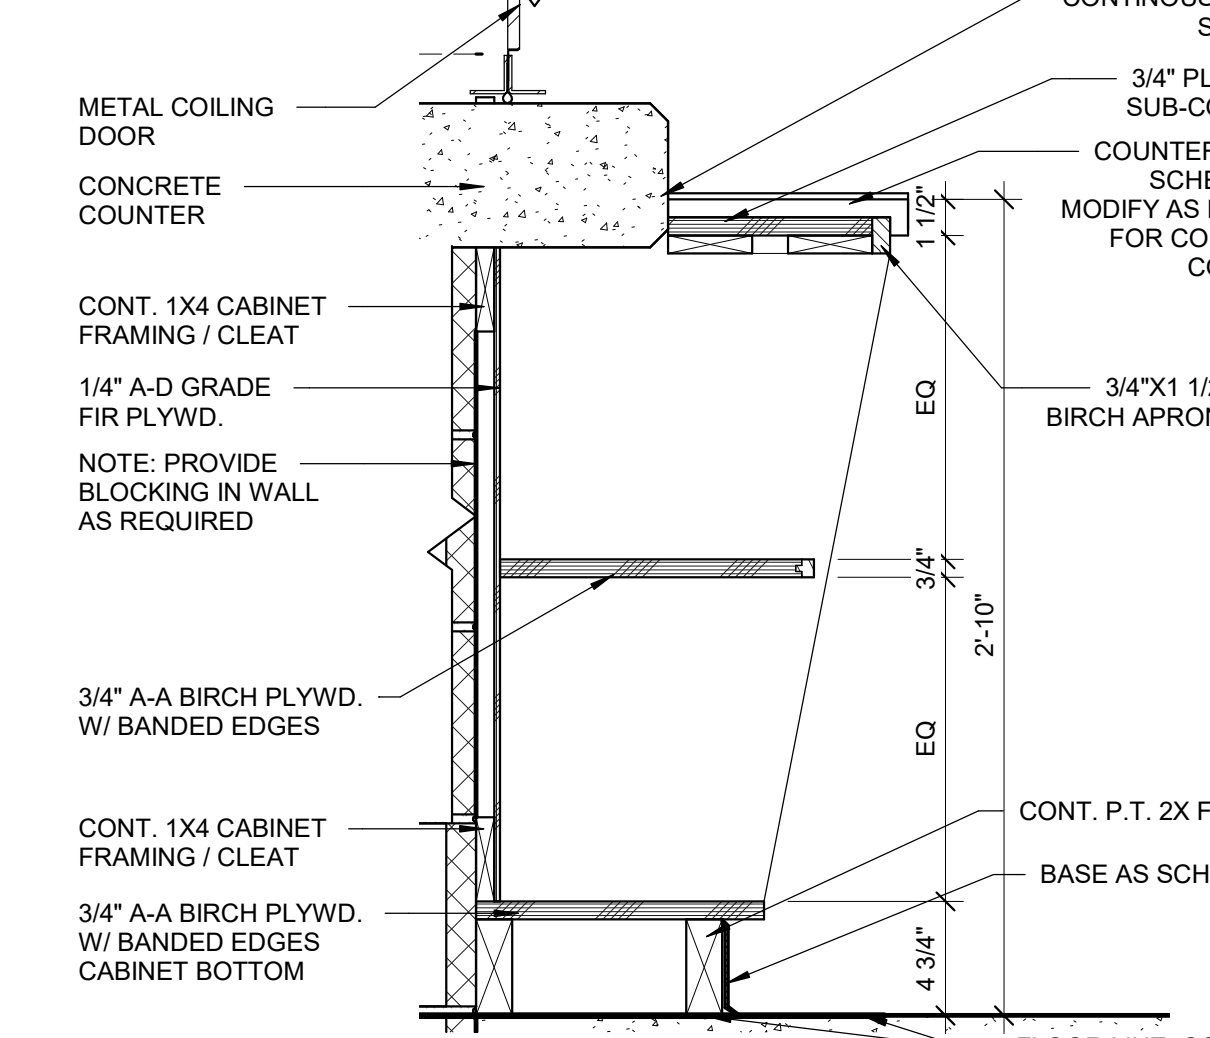 METAL COILING
DOOR
CONCRETE
COUNTER
CONT. 1X4 CABINET
FRAMING / CLEAT
1/4" A-D GRADE
FIR PLYWD.
NOTE: PROVIDE
BLOCKING IN WALL
AS REQUIRED
3/4" A-A BIRCH PLYWD.
W/ BANDED EDGES
CONT. 1X4 CABINET
FRAMING / CLEAT
3/4" A-A BIRCH PLYWD.
W/ BANDED EDGES
CABINET BOTTOM
3/4" PL
SUB-CO
COUNTER
SCHE
MODIFY AS
FOR CO
CO
3/4"X1 1/2
BIRCH APRON
CONT. P.T. 2X F
BASE AS SCH
1 1/2"
EQ
3/4"
2'-10"
EQ
4 3/4"